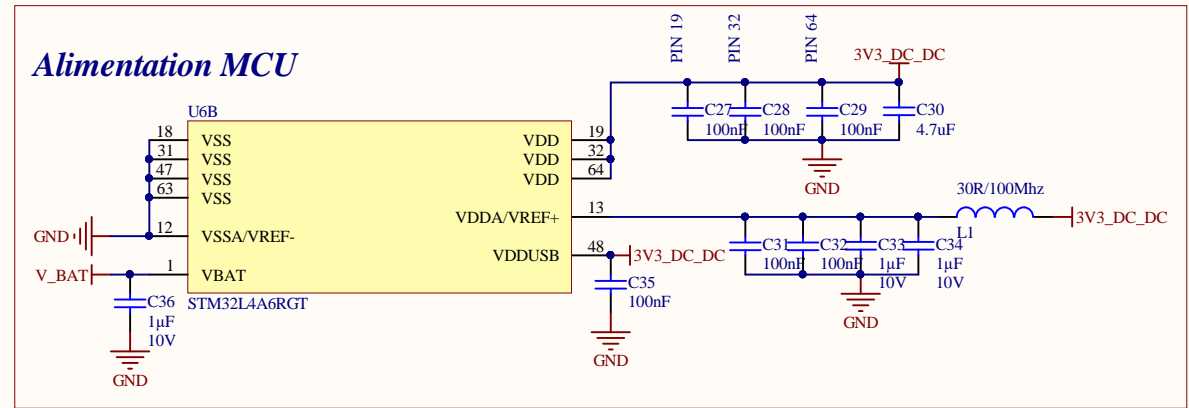 Alimentation MCU
PIN 19
PIN 32
PIN 64
3V3_DC_DC
C27
100nF
C28
100nF
C29
100nF
C30
4.7uF
GND
U6B
18
VSS
31
VSS
47
VSS
63
VSS
12
VSSA/VREF-
1
VBAT
VDD
19
VDD
32
VDD
64
VDDA/VREF+
13
VDDUSB
48
STM32L4A6RGT
GND
V_BAT
C36
1µF
10V
GND
3V3_DC_DC
C35
100nF
GND
C31
100nF
C32
100nF
C33
1µF
10V
C34
1µF
10V
GND
30R/100Mhz
L1
3V3_DC_DC